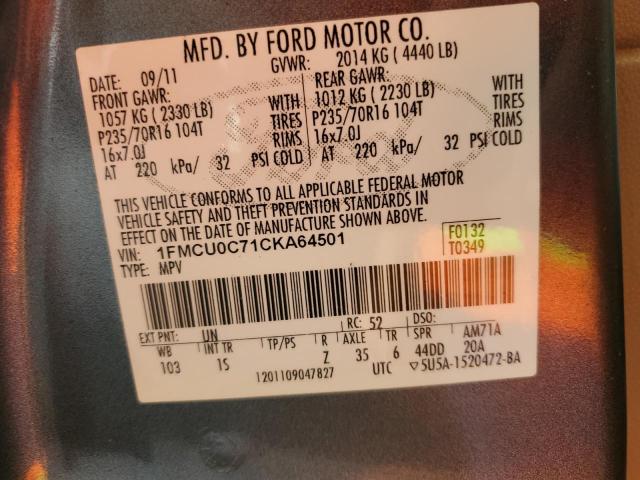 MFD. BY FORD MOTOR CO.
DATE: 09/11 GVWR: 2014 KG ( 4440 LB)
FRONT GAWR: REAR GAWR:
1057 KG ( 2330 LB) WITH 1012 KG ( 2230 LB) WITH
P235/70R16 104T TIRES P235/70R16 104T TIRES
16x7.0J RIMS 16x7.0J RIMS
AT 220 kPa/ 32 PSI COLD AT 220 kPa/ 32 PSI COLD
THIS VEHICLE CONFORMS TO ALL APPLICABLE FEDERAL MOTOR
VEHICLE SAFETY AND THEFT PREVENTION STANDARDS IN
EFFECT ON THE DATE OF MANUFACTURE SHOWN ABOVE.
VIN: 1FMCU0C71CKA64501 F0132
TYPE: MPV T0349
EXT PNT: UN RC: 52 DSO:
WB INT TR TP/PS R AXLE TR SPR AM71A
103 1S Z 35 6 44DD 20A
1201109047827 UTC ▽5U5A-1520472-BA